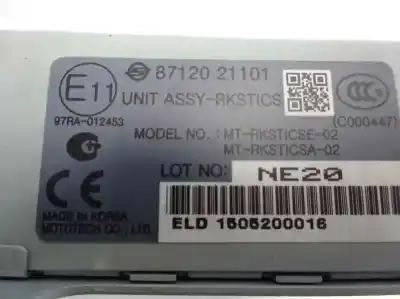 87120 21101
E11
UNIT ASSY-RKSTICS
97RA-012453
(C000447)
MODEL NO.: MT-RKSTICSE-02
MT-RKSTICSA-02
LOT NO: NE20
CE
MADE IN KOREA
MOTOTECH CO., LTD.
ELD 1505200016